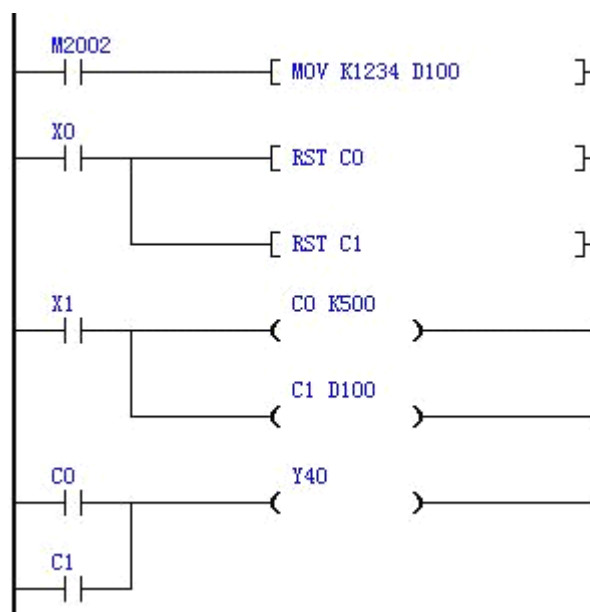 M2002
MOV K1234 D100
X0
RST C0
RST C1
X1
C0 K500
C1 D100
C0
Y40
C1